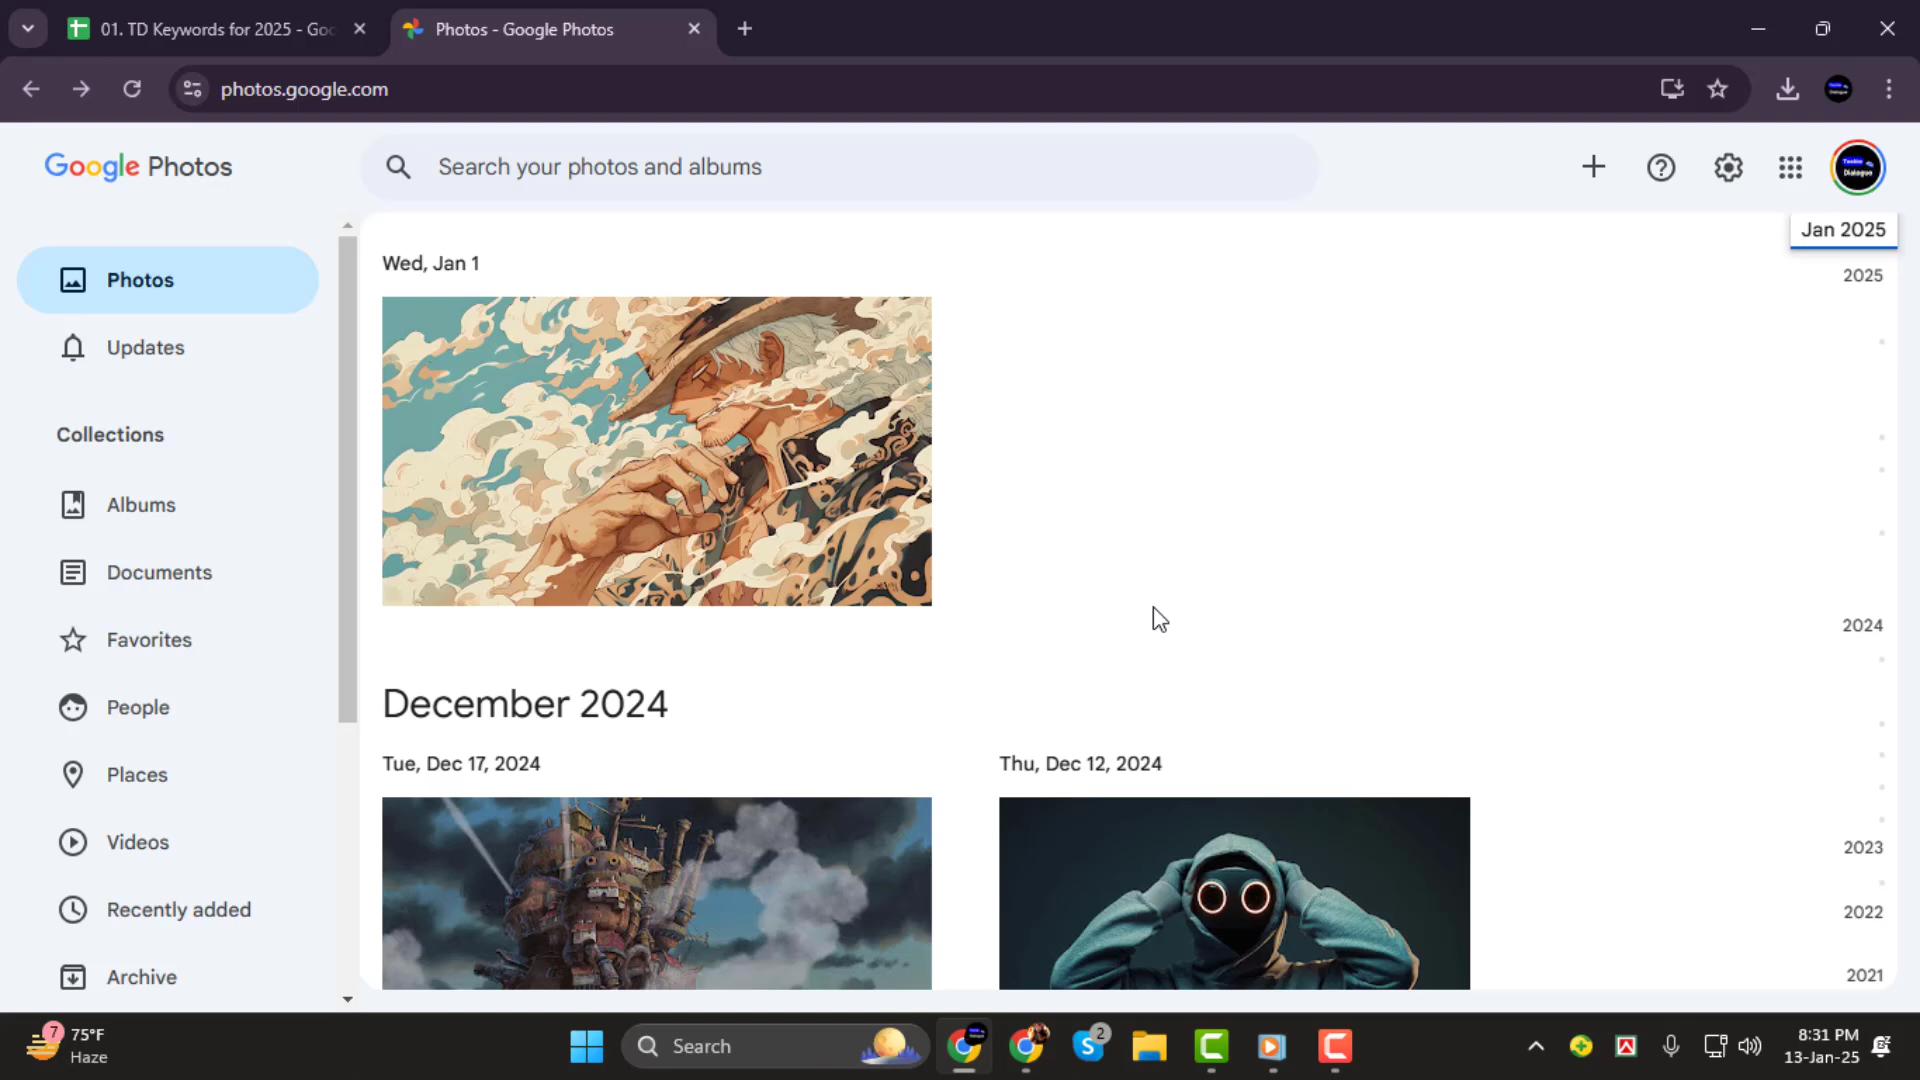 01. TD Keywords for 2025 - Goo
Photos - Google Photos
photos.google.com
Google Photos
Search your photos and albums
Jan 2025
2025
2024
2023
2022
2021
Photos
Updates
Collections
Albums
Documents
Favorites
People
Places
Videos
Recently added
Archive
Wed, Jan 1
December 2024
Tue, Dec 17, 2024
Thu, Dec 12, 2024
7
75°F
Haze
Search
2
8:31 PM
13-Jan-25